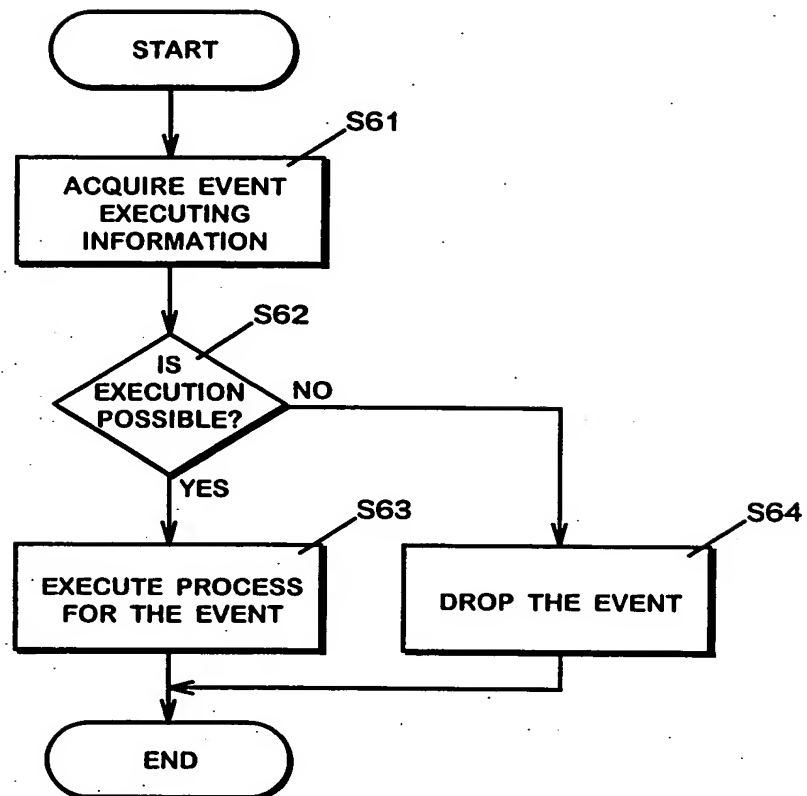 START
S61
ACQUIRE EVENT
EXECUTING
INFORMATION
S62
IS
EXECUTION
POSSIBLE?
NO
YES
S63
EXECUTE PROCESS
FOR THE EVENT
S64
DROP THE EVENT
END